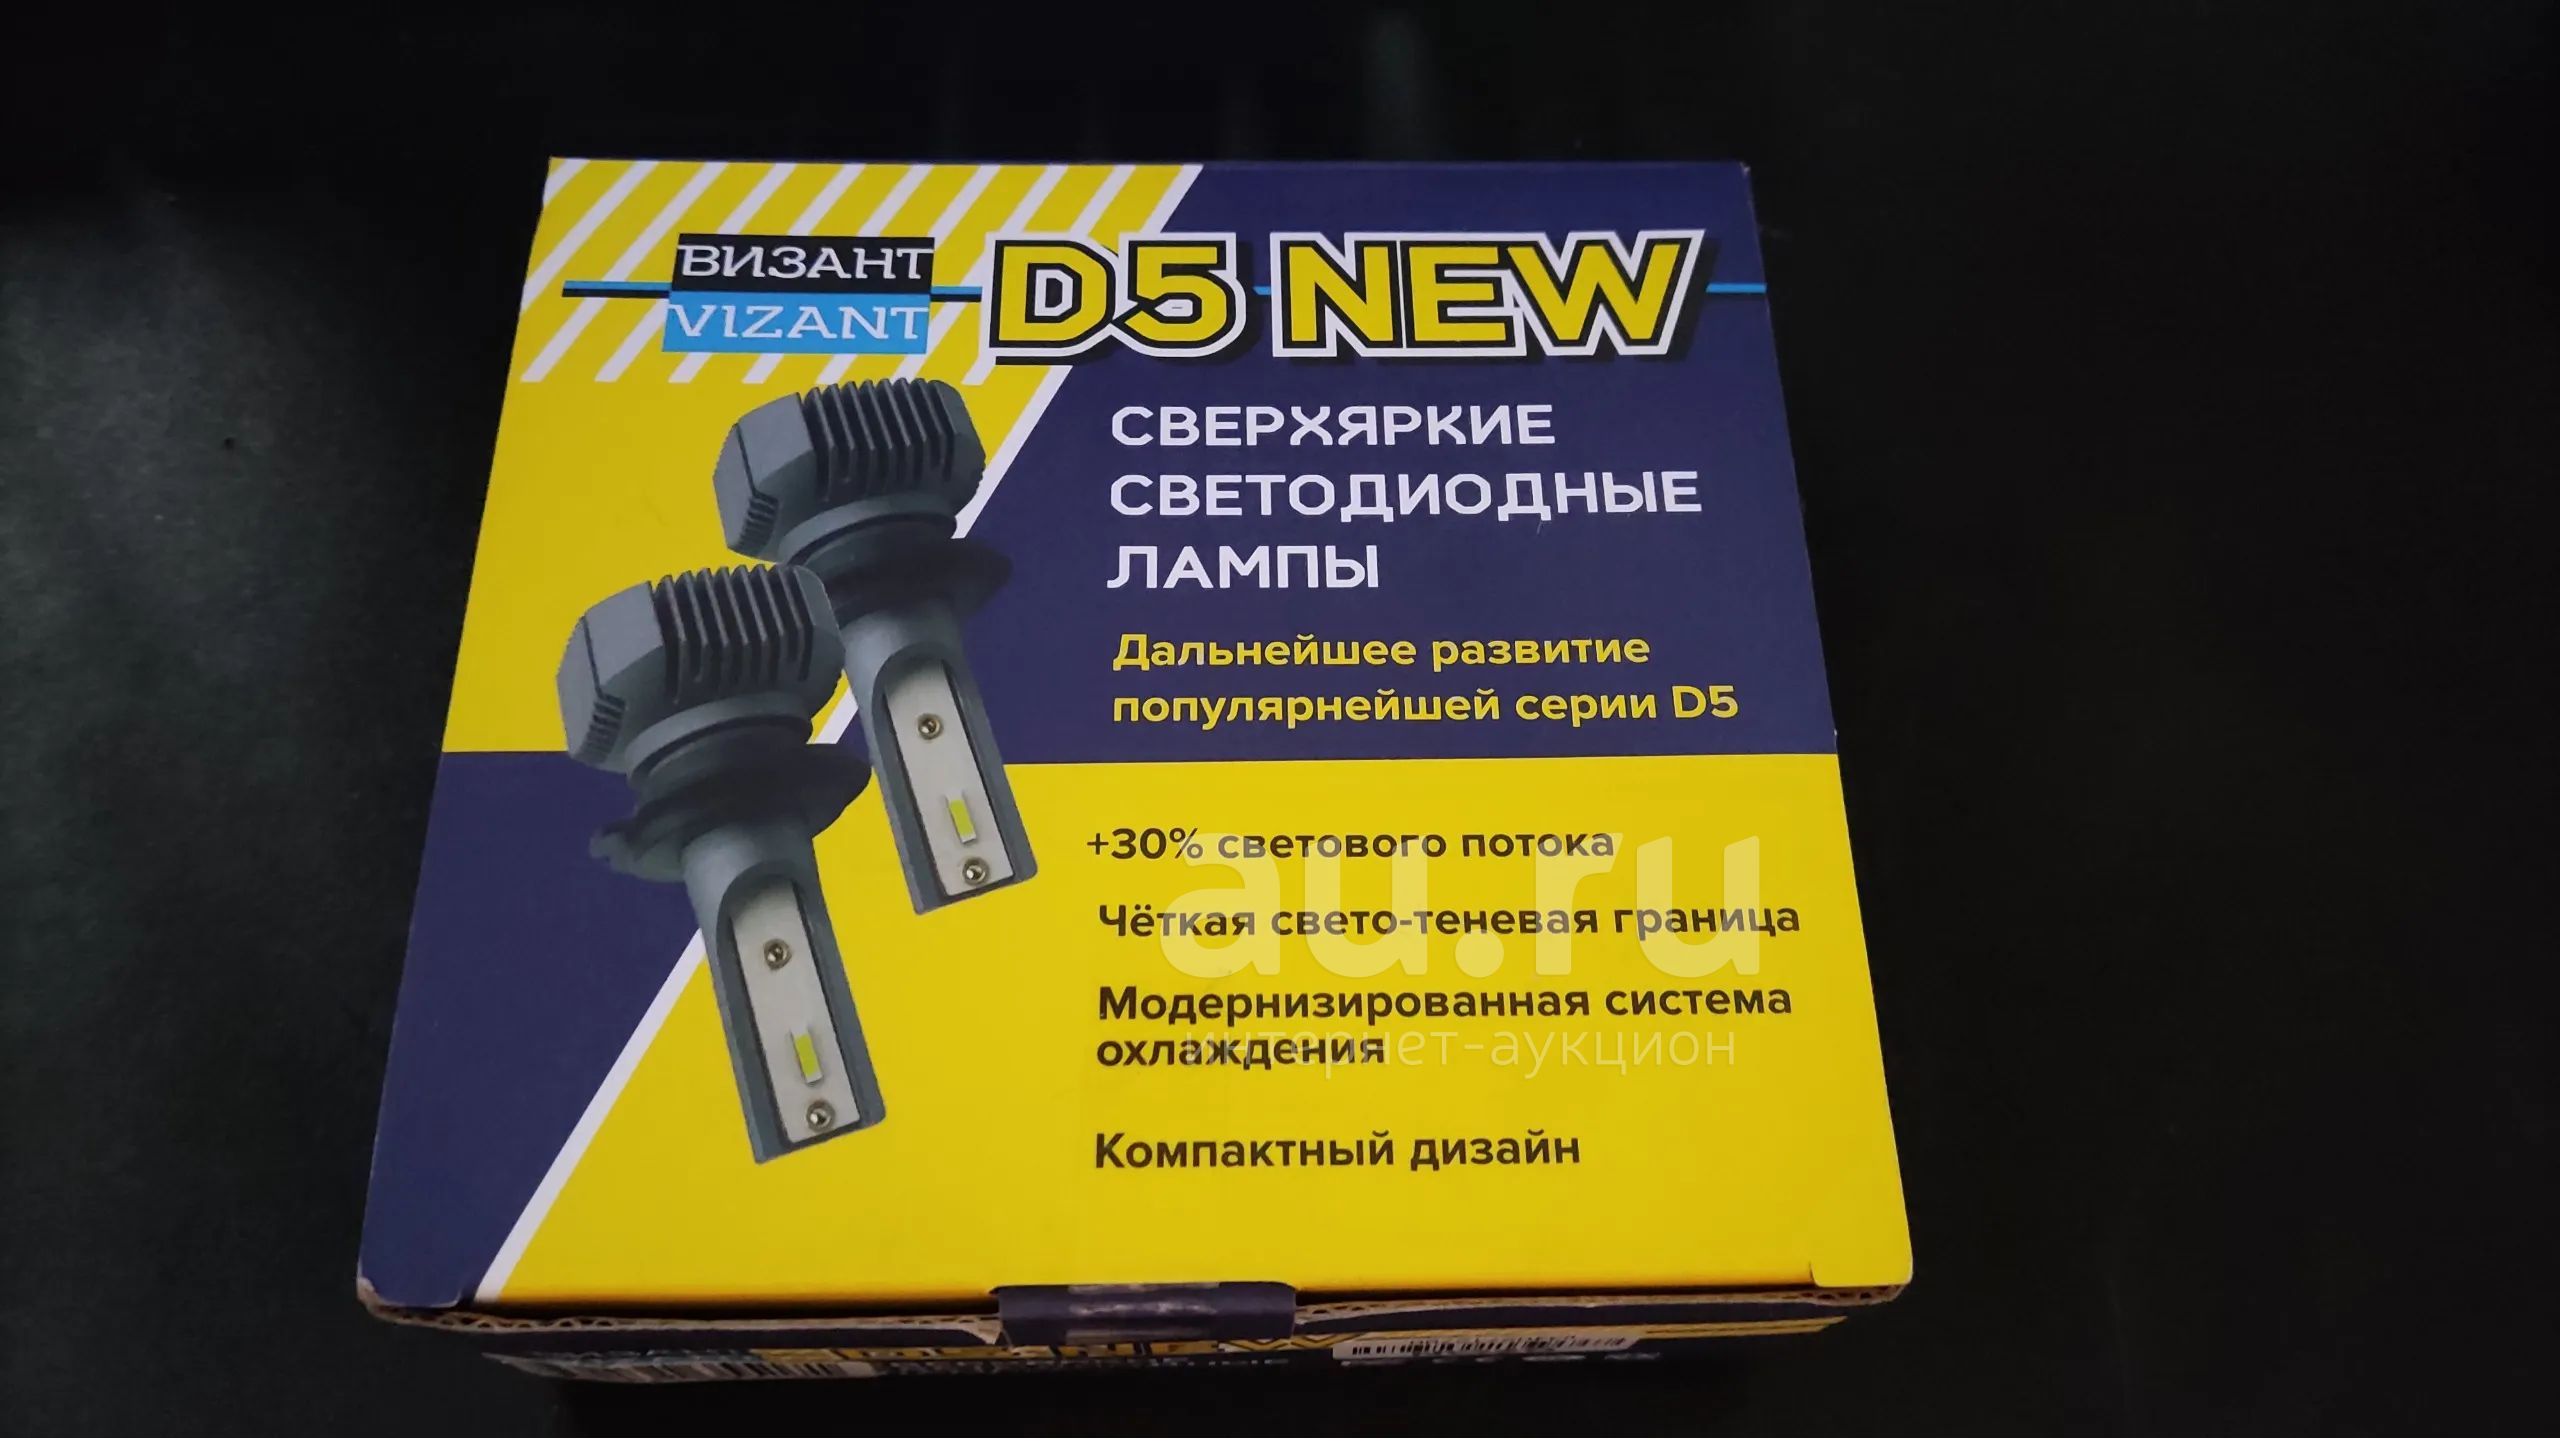 ВИЗАНТ
VIZANT
D5 NEW
СВЕРХЯРКИЕ
СВЕТОДИОДНЫЕ
ЛАМПЫ
Дальнейшее развитие
популярнейшей серии D5
+30% светового потока
Чёткая свето-теневая граница
au.ru
Модернизированная система
охлаждения
интернет-аукцион
Компактный дизайн